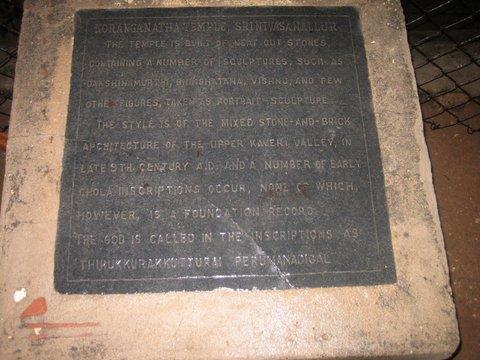 KORANGANATHA TEMPLE, SRINIVASANALLUR
THE TEMPLE IS BUILT OF NEAT CUT STONES
CONTAINING A NUMBER OF SCULPTURES, SUCH AS
DAKSHINAMURTHI, BHIKSHATANA, VISHNU, AND FEW
OTHER FIGURES, TAKEN AS PORTRAIT-SCULPTURE.
THE STYLE IS OF THE MIXED STONE-AND-BRICK
ARCHITECTURE OF THE UPPER KAVERI VALLEY, IN
LATE 9TH CENTURY A.D. AND A NUMBER OF EARLY
CHOLA INSCRIPTIONS OCCUR, NONE OF WHICH,
HOWEVER, IS A FOUNDATION RECORD.
THE GOD IS CALLED IN THE INSCRIPTIONS AS
THIRUKKURAKKUTTURAI PERUMANADIGAL